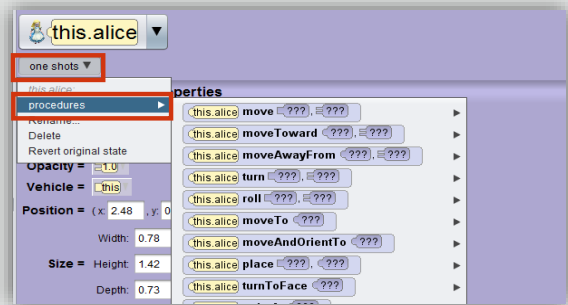 this.alice
one shots
this.alice:
procedures
Rename...
Delete
Revert original state
perties
this.alice move ???, ???
this.alice moveToward ???, ???
this.alice moveAwayFrom ???, ???
this.alice turn ???, ???
this.alice roll ???, ???
this.alice moveTo ???
this.alice moveAndOrientTo ???
this.alice place ???, ???
this.alice turnToFace ???
Opacity = 1.0
Vehicle = this
Position = (x: 2.48 , y: 0
Width: 0.78
Size = Height: 1.42
Depth: 0.73